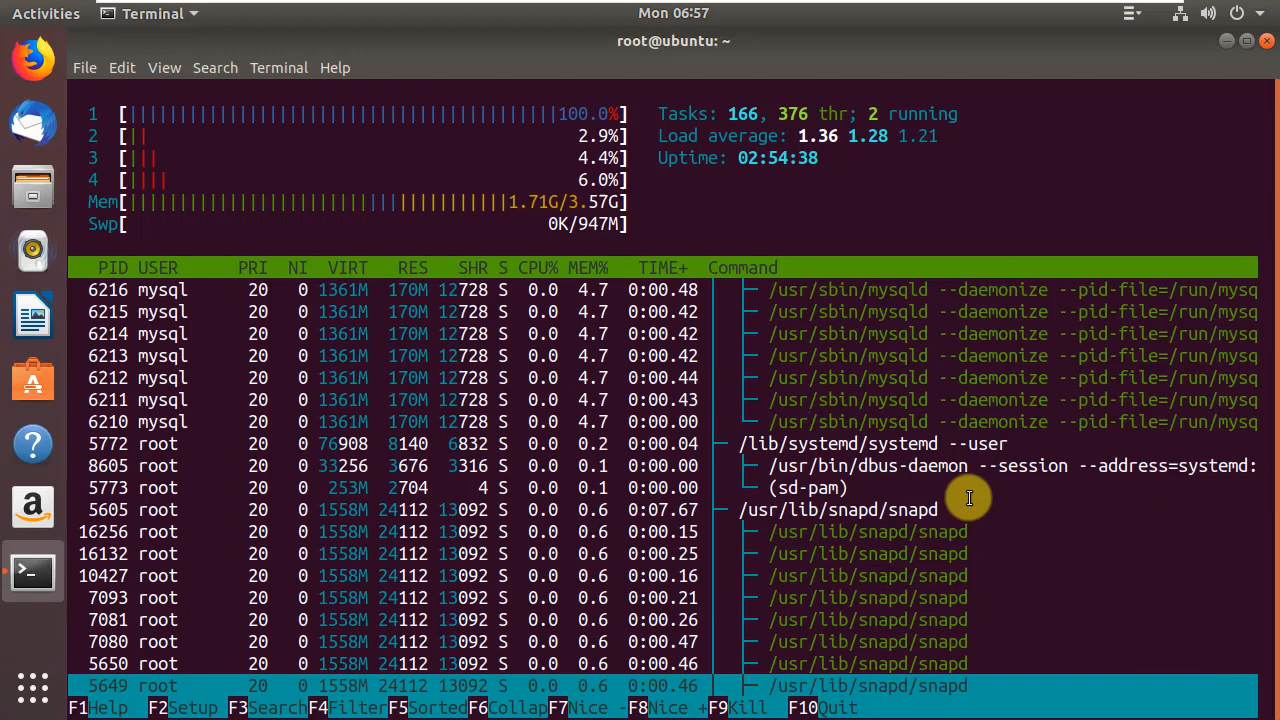 Activities Terminal Mon 06:57
root@ubuntu: ~
File Edit View Search Terminal Help
1 [||||||||||||||||||||||||||||||||||||||||||||100.0%] Tasks: 166, 376 thr; 2 running
2 [|| 2.9%] Load average: 1.36 1.28 1.21
3 [||| 4.4%] Uptime: 02:54:38
4 [|||| 6.0%]
Mem[||||||||||||||||||||||||||||||||||||||1.71G/3.57G]
Swp[ 0K/947M]
PID USER PRI NI VIRT RES SHR S CPU% MEM% TIME+ Command
6216 mysql 20 0 1361M 170M 12728 S 0.0 4.7 0:00.48 /usr/sbin/mysqld --daemonize --pid-file=/run/mysq
6215 mysql 20 0 1361M 170M 12728 S 0.0 4.7 0:00.42 /usr/sbin/mysqld --daemonize --pid-file=/run/mysq
6214 mysql 20 0 1361M 170M 12728 S 0.0 4.7 0:00.42 /usr/sbin/mysqld --daemonize --pid-file=/run/mysq
6213 mysql 20 0 1361M 170M 12728 S 0.0 4.7 0:00.42 /usr/sbin/mysqld --daemonize --pid-file=/run/mysq
6212 mysql 20 0 1361M 170M 12728 S 0.0 4.7 0:00.44 /usr/sbin/mysqld --daemonize --pid-file=/run/mysq
6211 mysql 20 0 1361M 170M 12728 S 0.0 4.7 0:00.43 /usr/sbin/mysqld --daemonize --pid-file=/run/mysq
6210 mysql 20 0 1361M 170M 12728 S 0.0 4.7 0:00.00 /usr/sbin/mysqld --daemonize --pid-file=/run/mysq
5772 root 20 0 76908 8140 6832 S 0.0 0.2 0:00.04 /lib/systemd/systemd --user
8605 root 20 0 33256 3676 3316 S 0.0 0.1 0:00.00 /usr/bin/dbus-daemon --session --address=systemd:
5773 root 20 0 253M 2704 4 S 0.0 0.1 0:00.00 (sd-pam)
5605 root 20 0 1558M 24112 13092 S 0.0 0.6 0:07.67 /usr/lib/snapd/snapd
16256 root 20 0 1558M 24112 13092 S 0.0 0.6 0:00.15 /usr/lib/snapd/snapd
16132 root 20 0 1558M 24112 13092 S 0.0 0.6 0:00.25 /usr/lib/snapd/snapd
10427 root 20 0 1558M 24112 13092 S 0.0 0.6 0:00.16 /usr/lib/snapd/snapd
7093 root 20 0 1558M 24112 13092 S 0.0 0.6 0:00.21 /usr/lib/snapd/snapd
7081 root 20 0 1558M 24112 13092 S 0.0 0.6 0:00.26 /usr/lib/snapd/snapd
7080 root 20 0 1558M 24112 13092 S 0.0 0.6 0:00.47 /usr/lib/snapd/snapd
5650 root 20 0 1558M 24112 13092 S 0.0 0.6 0:00.46 /usr/lib/snapd/snapd
5649 root 20 0 1558M 24112 13092 S 0.0 0.6 0:00.46 /usr/lib/snapd/snapd
F1Help F2Setup F3SearchF4FilterF5SortedF6CollapF7Nice -F8Nice +F9Kill F10Quit